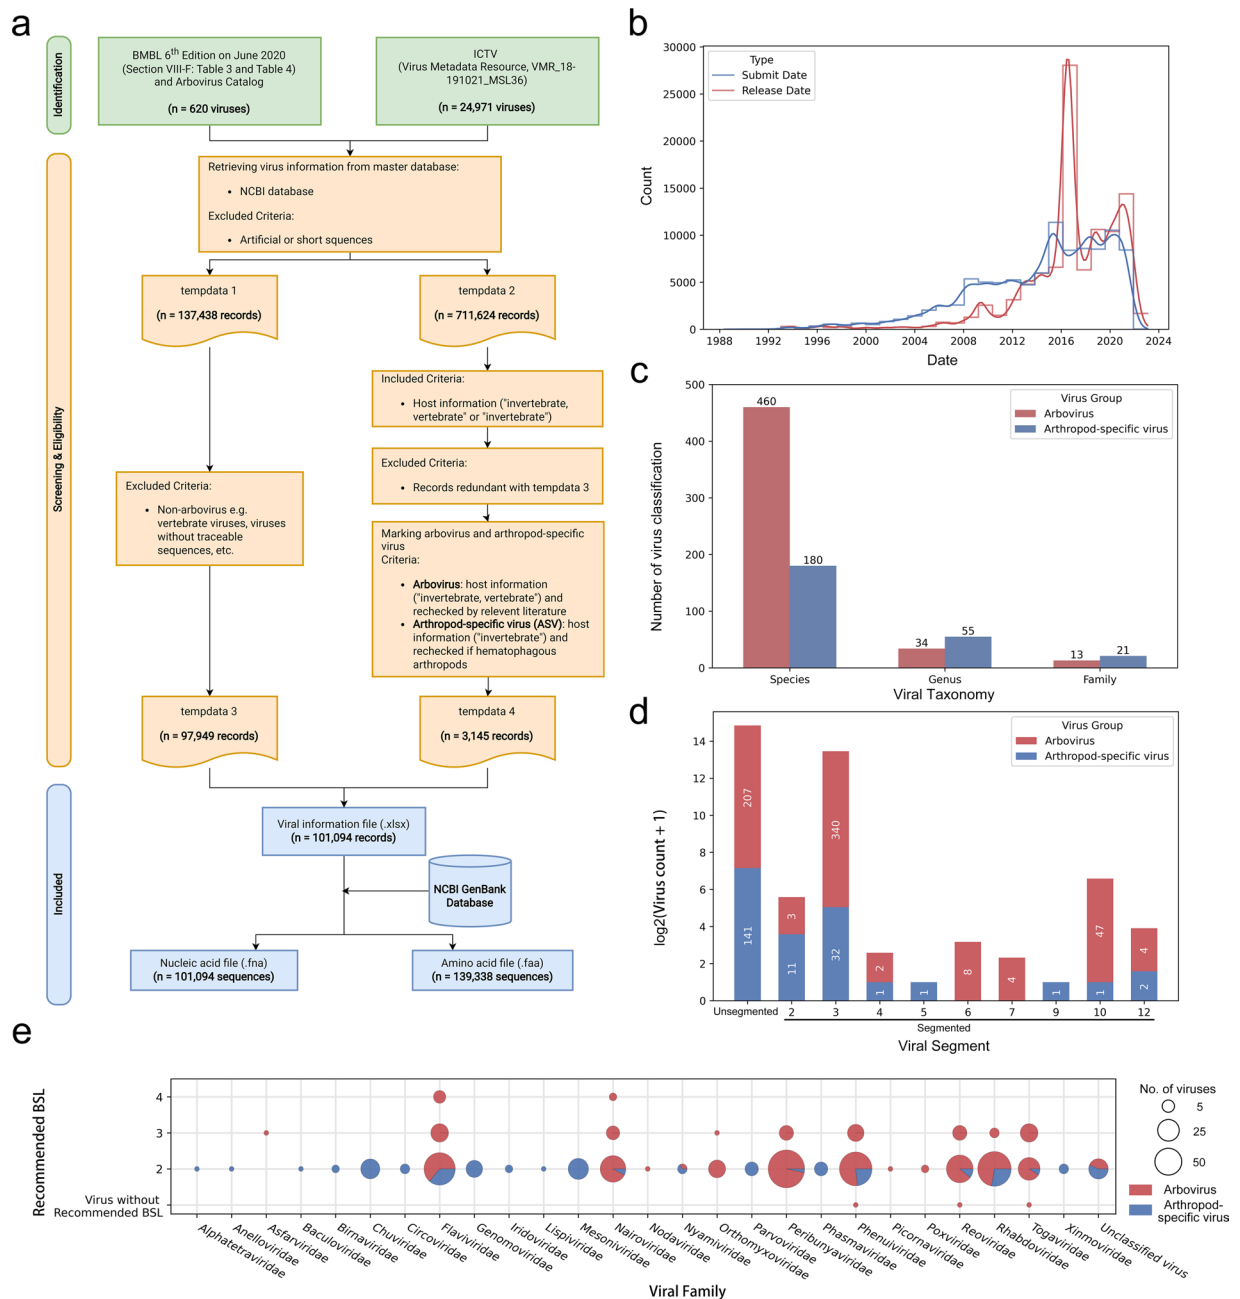 a
Identification
BMBL 6th Edition on June 2020
(Section VIII-F: Table 3 and Table 4)
and Arbovirus Catalog
(n = 620 viruses)
ICTV
(Virus Metadata Resource, VMR_18-
191021_MSL36)
(n = 24,971 viruses)
Screening & Eligibility
Retrieving virus information from master database:
• NCBI database
Excluded Criteria:
• Artificial or short squences
tempdata 1
(n = 137,438 records)
tempdata 2
(n = 711,624 records)
Included Criteria:
• Host information ("invertebrate,
vertebrate" or "invertebrate")
Excluded Criteria:
• Records redundant with tempdata 3
Excluded Criteria:
• Non-arbovirus e.g.
vertebrate viruses, viruses
without traceable
sequences, etc.
Marking arbovirus and arthropod-specific
virus
Criteria:
• Arbovirus: host information
("invertebrate, vertebrate") and
rechecked by relevent literature
• Arthropod-specific virus (ASV): host
information ("invertebrate") and
rechecked if hematophagous
arthropods
tempdata 3
(n = 97,949 records)
tempdata 4
(n = 3,145 records)
Included
Viral information file (.xlsx)
(n = 101,094 records)
NCBI GenBank
Database
Nucleic acid file (.fna)
(n = 101,094 sequences)
Amino acid file (.faa)
(n = 139,338 sequences)
b
30000
25000
20000
15000
10000
5000
0
Count
Type
Submit Date
Release Date
1988 1992 1996 2000 2004 2008 2012 2016 2020 2024
Date
c
500
400
300
200
100
0
Number of virus classification
Virus Group
Arbovirus
Arthropod-specific virus
460
180
34
55
13
21
Species Genus Family
Viral Taxonomy
d
14
12
10
8
6
4
2
0
log2(Virus count + 1)
Virus Group
Arbovirus
Arthropod-specific virus
207
141
3
11
340
32
2
1
1
8
4
1
47
1
4
2
Unsegmented 2 3 4 5 6 7 9 10 12
Segmented
Viral Segment
e
Recommended BSL
4
3
2
Virus without
Recommended BSL
No. of viruses
5
25
50
Arbovirus
Arthropod-
specific virus
Alphatetraviridae
Anelloviridae
Asfarviridae
Baculoviridae
Birnaviridae
Chuviridae
Circoviridae
Flaviviridae
Genomoviridae
Iridoviridae
Lispiviridae
Mesoniviridae
Nairoviridae
Nodaviridae
Nyamiviridae
Orthomyxoviridae
Parvoviridae
Peribunyaviridae
Phasmaviridae
Phenuiviridae
Picornaviridae
Poxviridae
Reoviridae
Rhabdoviridae
Togaviridae
Xinmoviridae
Unclassified virus
Viral Family